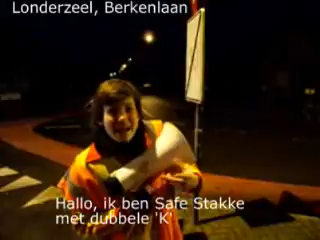 Londerzeel, Berkenlaan
Hallo, ik ben Safe Stakke
met dubbele 'K'